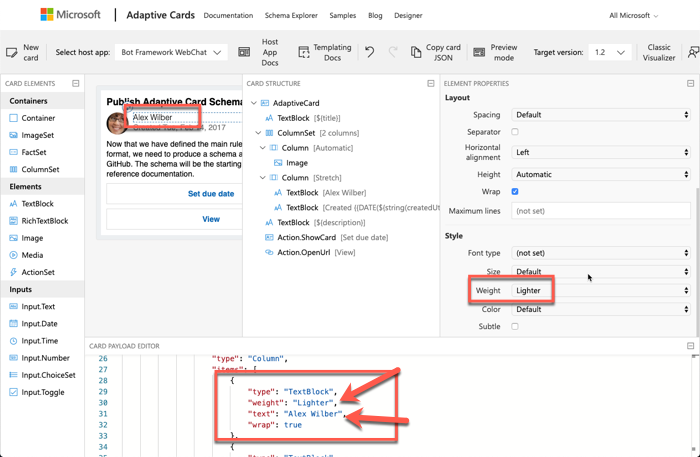 Microsoft | Adaptive Cards Documentation Schema Explorer Samples Blog Designer All Microsoft
New card Select host app: Bot Framework WebChat Host App Docs Templating Docs Copy card JSON Preview mode Target version: 1.2 Classic Visualizer
CARD ELEMENTS
Containers
Container
ImageSet
FactSet
ColumnSet
Elements
TextBlock
RichTextBlock
Image
Media
ActionSet
Inputs
Input.Text
Input.Date
Input.Time
Input.Number
Input.ChoiceSet
Input.Toggle
Publish Adaptive Card Schema
Alex Wilber
Created Tue, Feb 14, 2017
Now that we have defined the main rule
format, we need to produce a schema a
GitHub. The schema will be the starting
reference documentation.
Set due date
View
CARD STRUCTURE
AdaptiveCard
TextBlock [${title}]
ColumnSet [2 columns]
Column [Automatic]
Image
Column [Stretch]
TextBlock [Alex Wilber]
TextBlock [Created {{DATE(${string(createdUt
TextBlock [${description}]
Action.ShowCard [Set due date]
Action.OpenUrl [View]
ELEMENT PROPERTIES
Layout
Spacing Default
Separator
Horizontal alignment Left
Height Automatic
Wrap
Maximum lines (not set)
Style
Font type (not set)
Size Default
Weight Lighter
Color Default
Subtle
CARD PAYLOAD EDITOR
26 "type": "Column",
27 "items": [
28 {
29 "type": "TextBlock",
30 "weight": "Lighter",
31 "text": "Alex Wilber",
32 "wrap": true
33 },
34 {